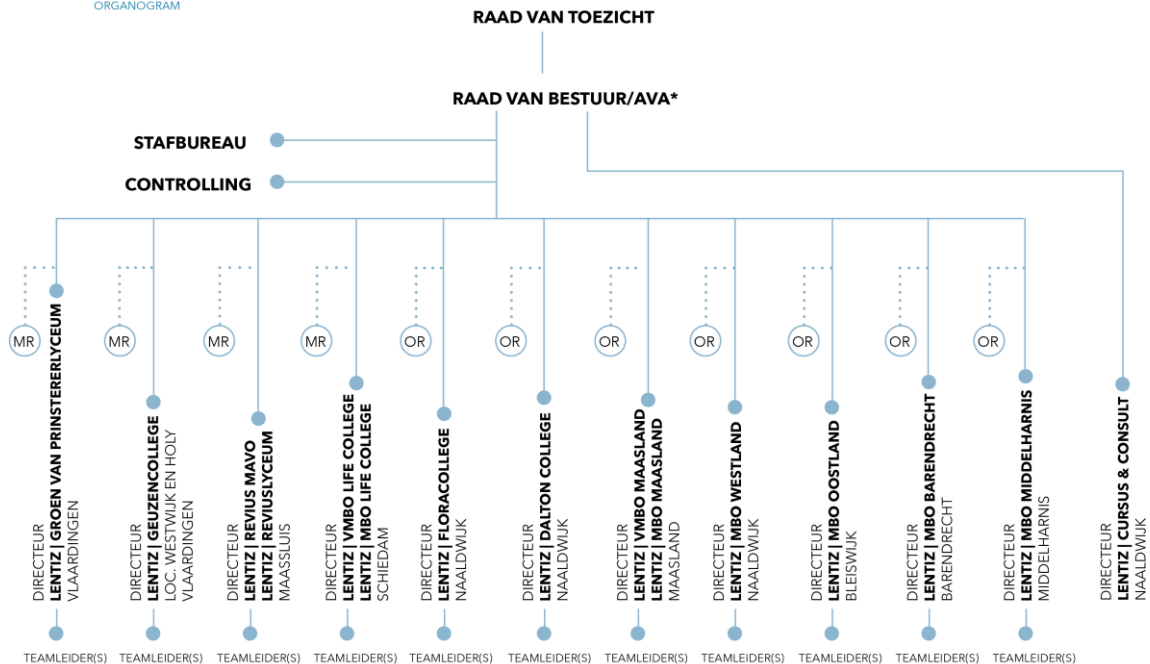 ORGANOGRAM
RAAD VAN TOEZICHT
RAAD VAN BESTUUR/AVA*
STAFBUREAU
CONTROLLING
MR
MR
MR
MR
OR
OR
OR
OR
OR
OR
OR
DIRECTEUR
LENTIZ | GROEN VAN PRINSTERERLYCEUM
VLAARDINGEN
DIRECTEUR
LENTIZ | GEUZENCOLLEGE
LOC. WESTWIJK EN HOLY
VLAARDINGEN
DIRECTEUR
LENTIZ | REVIUS MAVO
LENTIZ | REVIUSLYCEUM
MAASSLUIS
DIRECTEUR
LENTIZ | VMBO LIFE COLLEGE
LENTIZ | MBO LIFE COLLEGE
SCHIEDAM
DIRECTEUR
LENTIZ | FLORACOLLEGE
NAALDWIJK
DIRECTEUR
LENTIZ | DALTON COLLEGE
NAALDWIJK
DIRECTEUR
LENTIZ | VMBO MAASLAND
LENTIZ | MBO MAASLAND
MAASLAND
DIRECTEUR
LENTIZ | MBO WESTLAND
NAALDWIJK
DIRECTEUR
LENTIZ | MBO OOSTLAND
BLEISWIJK
DIRECTEUR
LENTIZ | MBO BARENDRECHT
BARENDRECHT
DIRECTEUR
LENTIZ | MBO MIDDELHARNIS
MIDDELHARNIS
DIRECTEUR
LENTIZ | CURSUS & CONSULT
NAALDWIJK
TEAMLEIDER(S)
TEAMLEIDER(S)
TEAMLEIDER(S)
TEAMLEIDER(S)
TEAMLEIDER(S)
TEAMLEIDER(S)
TEAMLEIDER(S)
TEAMLEIDER(S)
TEAMLEIDER(S)
TEAMLEIDER(S)
TEAMLEIDER(S)